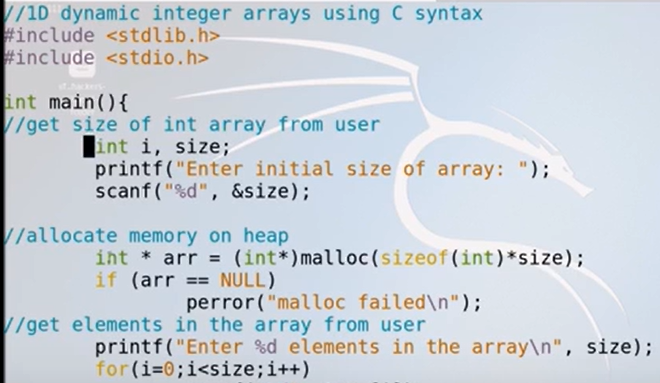 //1D dynamic integer arrays using C syntax
#include <stdlib.h>
#include <stdio.h>
int main(){
//get size of int array from user
int i, size;
printf("Enter initial size of array: ");
scanf("%d", &size);
//allocate memory on heap
int * arr = (int*)malloc(sizeof(int)*size);
if (arr == NULL)
perror("malloc failed\n");
//get elements in the array from user
printf("Enter %d elements in the array\n", size);
for(i=0;i<size;i++)